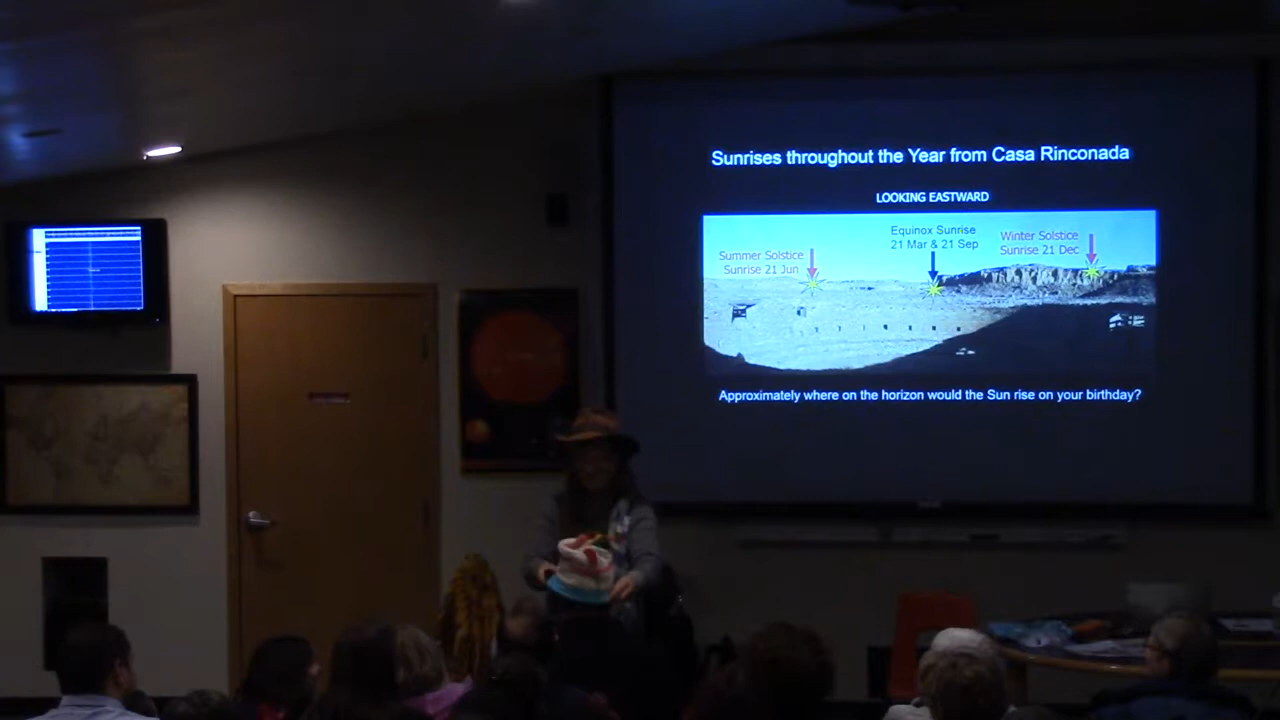 Sunrises throughout the Year from Casa Rinconada
LOOKING EASTWARD
Equinox Sunrise
21 Mar & 21 Sep
Winter Solstice
Sunrise 21 Dec
Summer Solstice
Sunrise 21 Jun
Approximately where on the horizon would the Sun rise on your birthday?